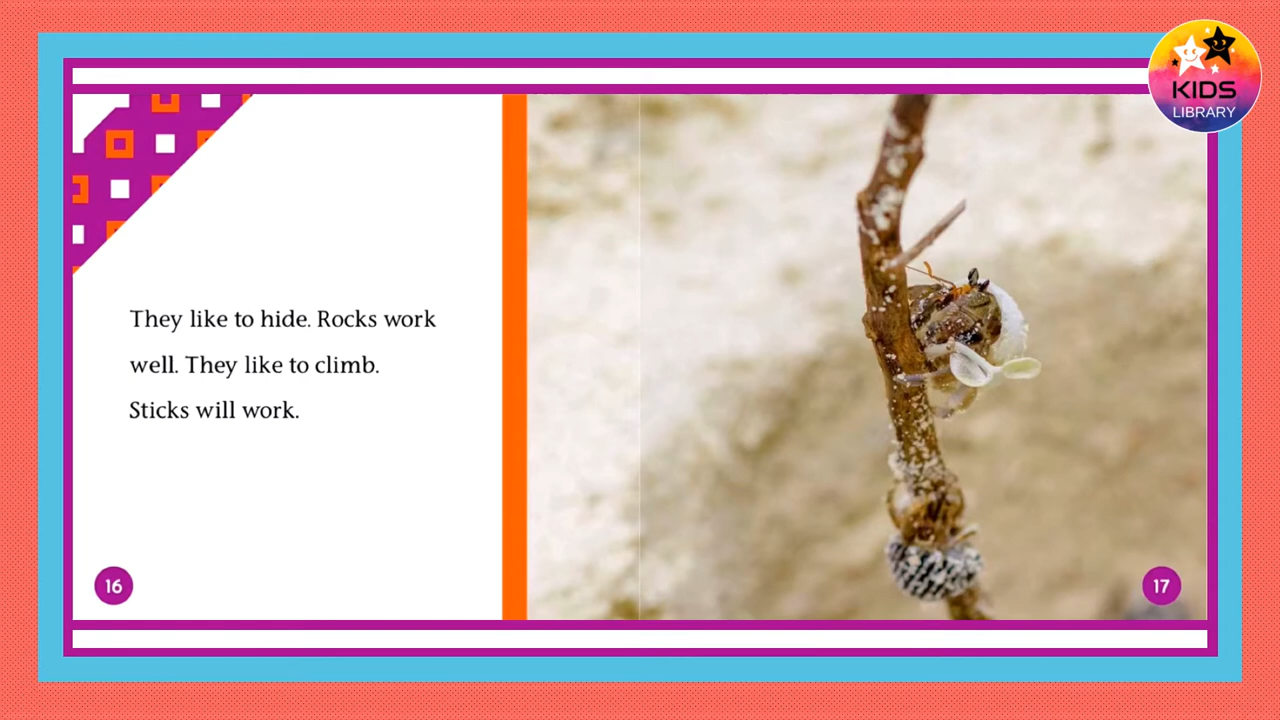 KIDS
LIBRARY
They like to hide. Rocks work
well. They like to climb.
Sticks will work.
16
17